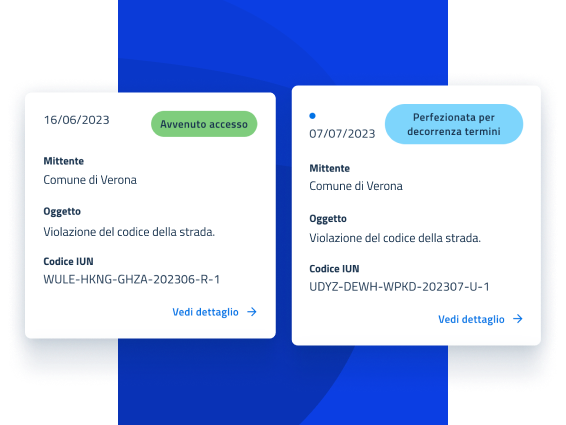 16/06/2023
Avvenuto accesso
Mittente
Comune di Verona
Oggetto
Violazione del codice della strada.
Codice IUN
WULE-HKNG-GHZA-202306-R-1
Vedi dettaglio
07/07/2023
Perfezionata per
decorrenza termini
Mittente
Comune di Verona
Oggetto
Violazione del codice della strada.
Codice IUN
UDYZ-DEWH-WPKD-202307-U-1
Vedi dettaglio